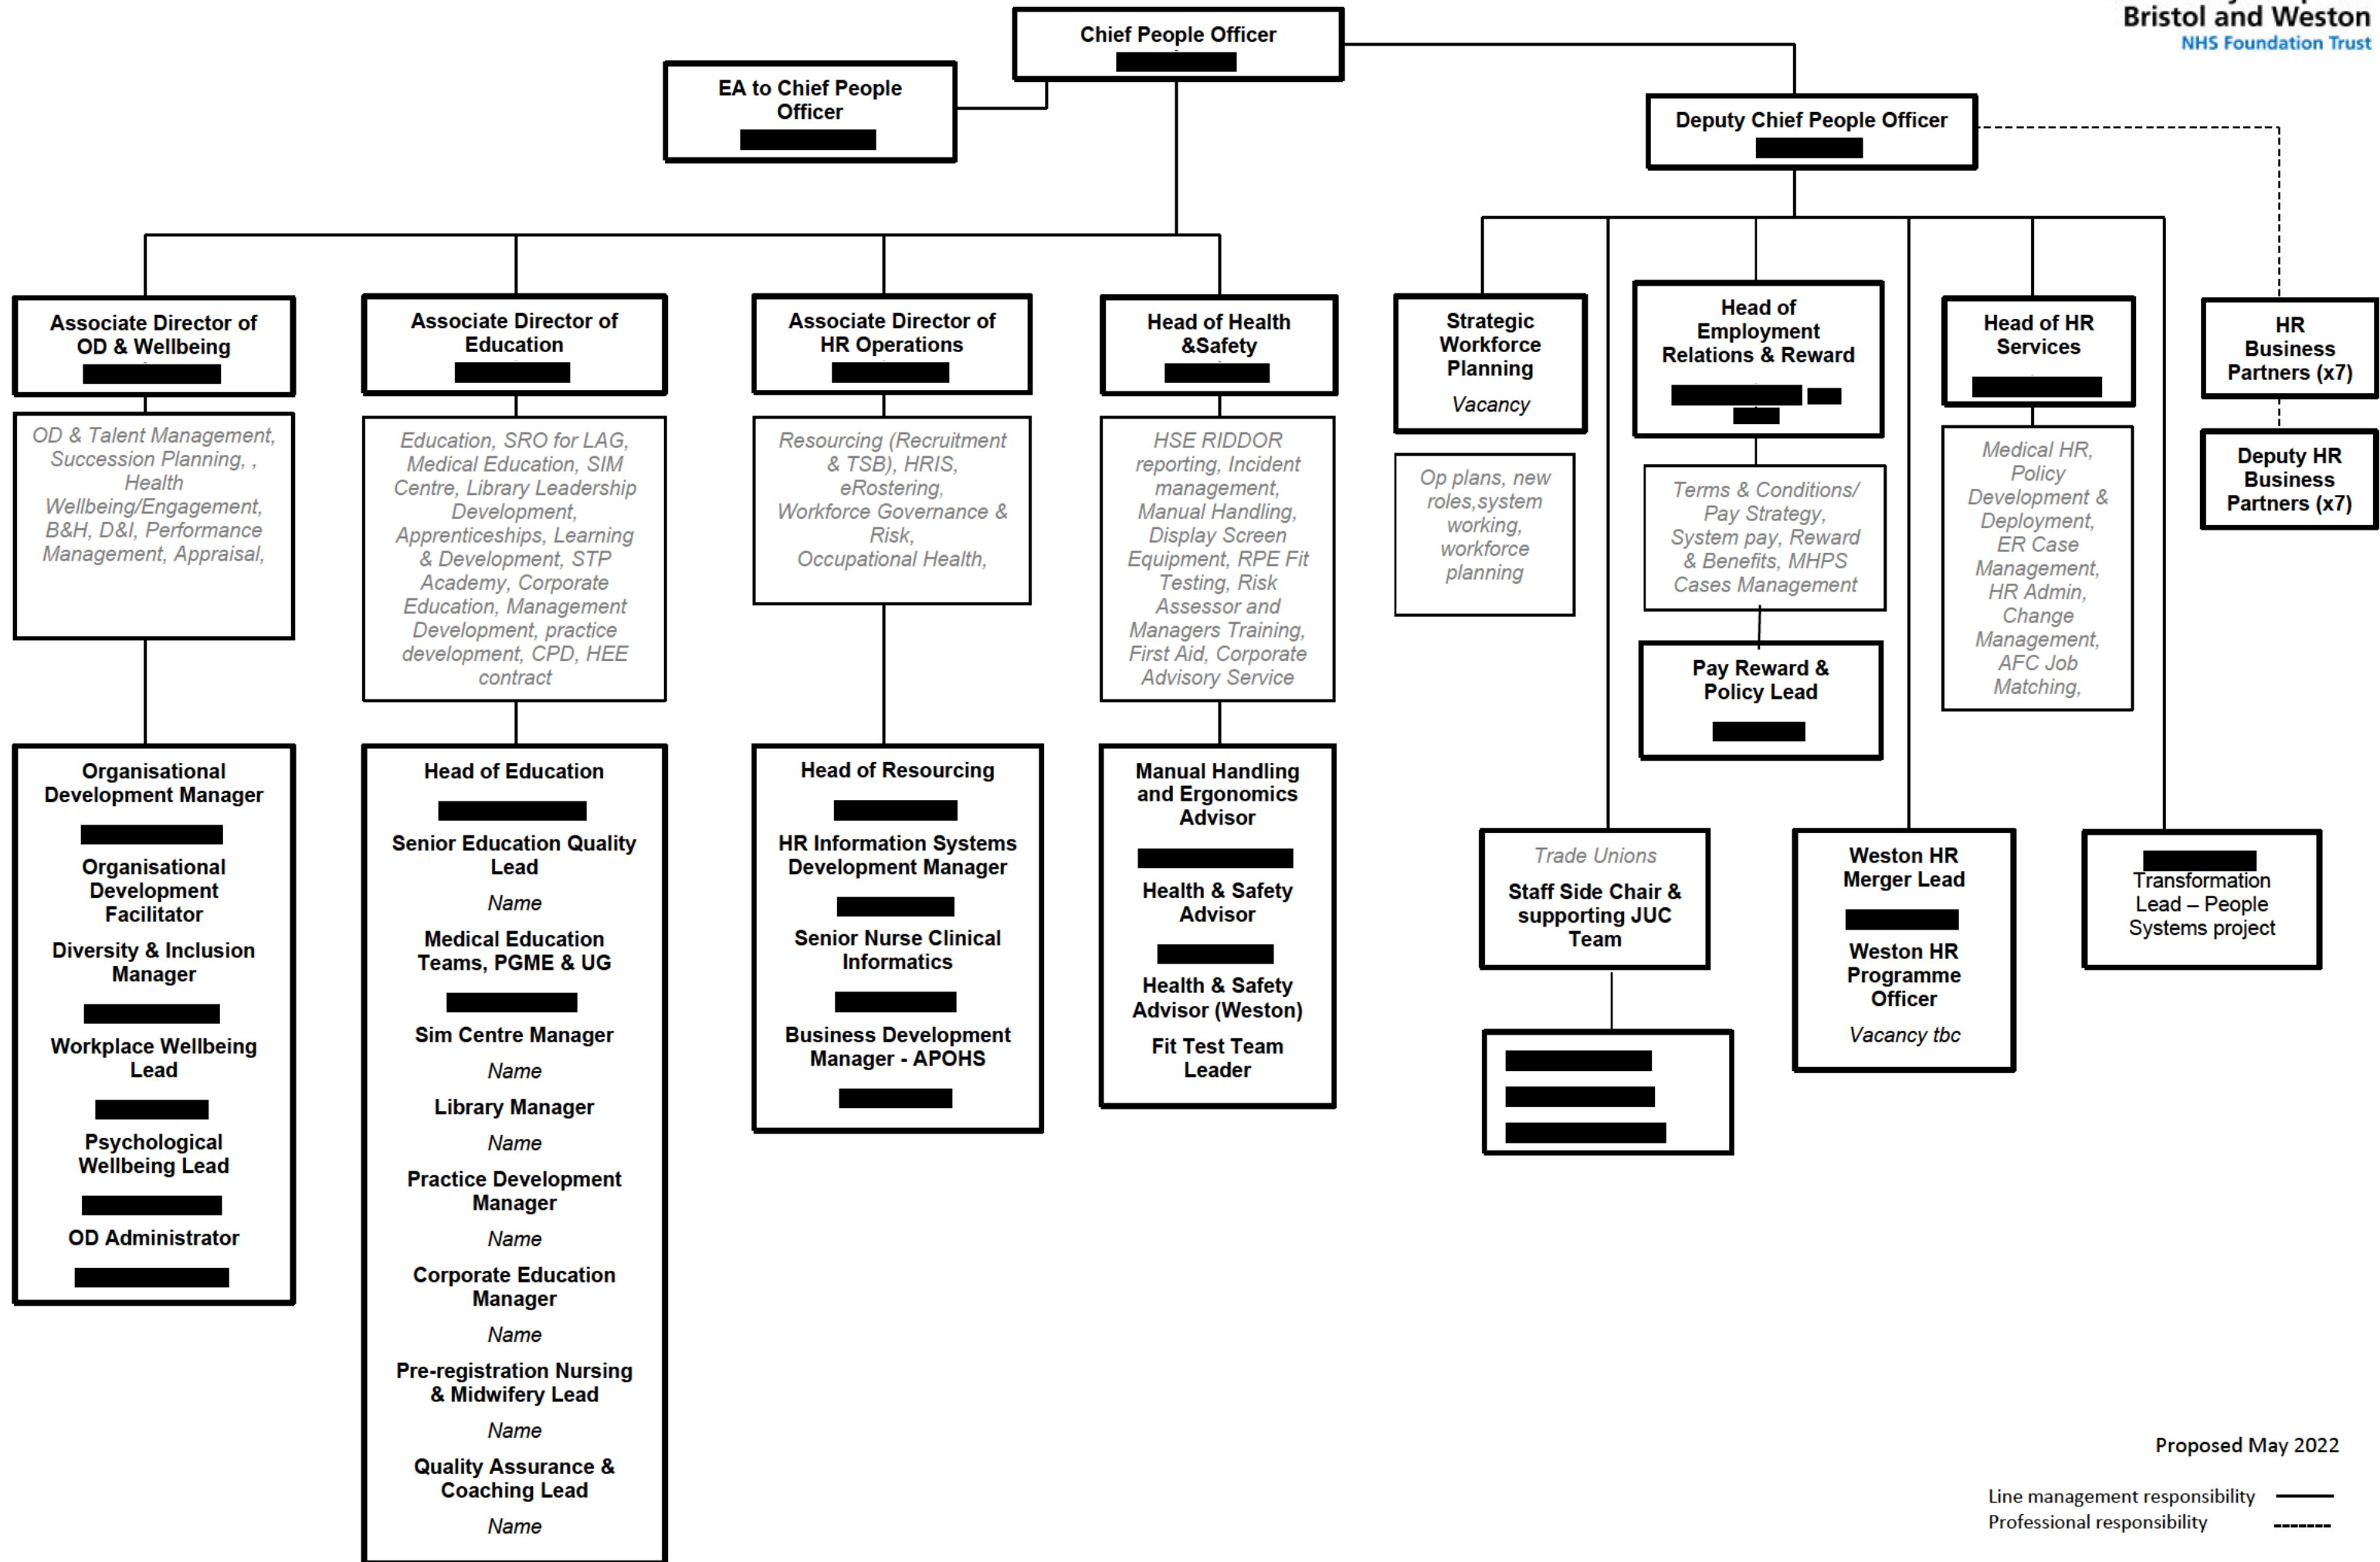 Bristol and Weston
NHS Foundation Trust
Chief People Officer
EA to Chief People
Officer
Deputy Chief People Officer
Associate Director of
OD & Wellbeing
OD & Talent Management,
Succession Planning, ,
Health
Wellbeing/Engagement,
B&H, D&I, Performance
Management, Appraisal,
Organisational
Development Manager
Organisational
Development
Facilitator
Diversity & Inclusion
Manager
Workplace Wellbeing
Lead
Psychological
Wellbeing Lead
OD Administrator
Associate Director of
Education
Education, SRO for LAG,
Medical Education, SIM
Centre, Library Leadership
Development,
Apprenticeships, Learning
& Development, STP
Academy, Corporate
Education, Management
Development, practice
development, CPD, HEE
contract
Head of Education
Senior Education Quality
Lead
Name
Medical Education
Teams, PGME & UG
Sim Centre Manager
Name
Library Manager
Name
Practice Development
Manager
Name
Corporate Education
Manager
Name
Pre-registration Nursing
& Midwifery Lead
Name
Quality Assurance &
Coaching Lead
Name
Associate Director of
HR Operations
Resourcing (Recruitment
& TSB), HRIS,
eRostering,
Workforce Governance &
Risk,
Occupational Health,
Head of Resourcing
HR Information Systems
Development Manager
Senior Nurse Clinical
Informatics
Business Development
Manager - APOHS
Head of Health
&Safety
HSE RIDDOR
reporting, Incident
management,
Manual Handling,
Display Screen
Equipment, RPE Fit
Testing, Risk
Assessor and
Managers Training,
First Aid, Corporate
Advisory Service
Manual Handling
and Ergonomics
Advisor
Health & Safety
Advisor
Health & Safety
Advisor (Weston)
Fit Test Team
Leader
Strategic
Workforce
Planning
Vacancy
Op plans, new
roles,system
working,
workforce
planning
Head of
Employment
Relations & Reward
Terms & Conditions/
Pay Strategy,
System pay, Reward
& Benefits, MHPS
Cases Management
Pay Reward &
Policy Lead
Head of HR
Services
Medical HR,
Policy
Development &
Deployment,
ER Case
Management,
HR Admin,
Change
Management,
AFC Job
Matching,
HR
Business
Partners (x7)
Deputy HR
Business
Partners (x7)
Trade Unions
Staff Side Chair &
supporting JUC
Team
Weston HR
Merger Lead
Weston HR
Programme
Officer
Vacancy tbc
Transformation
Lead – People
Systems project
Proposed May 2022
Line management responsibility
Professional responsibility